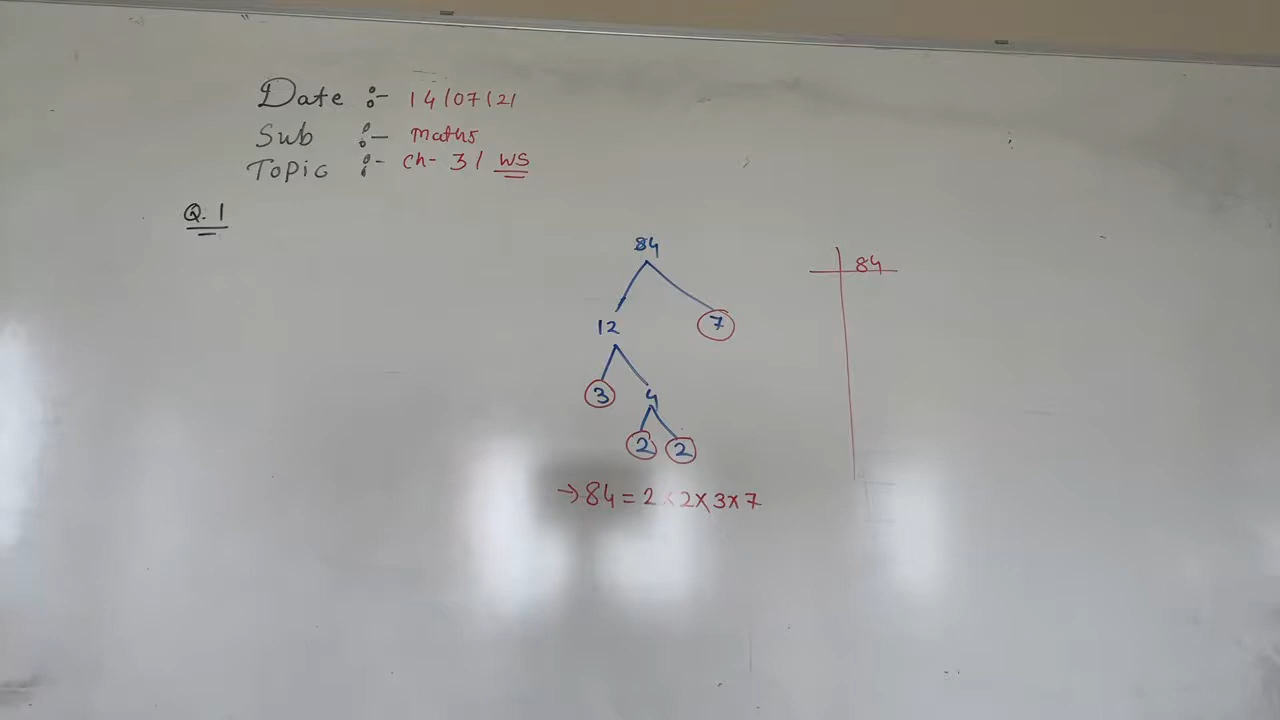 Date :- 14/07/21
Sub :- maths
Topic :- Ch- 3/ WS
Q.1
84
12 7
3 4
2 2
→84=2×2×3×7
84